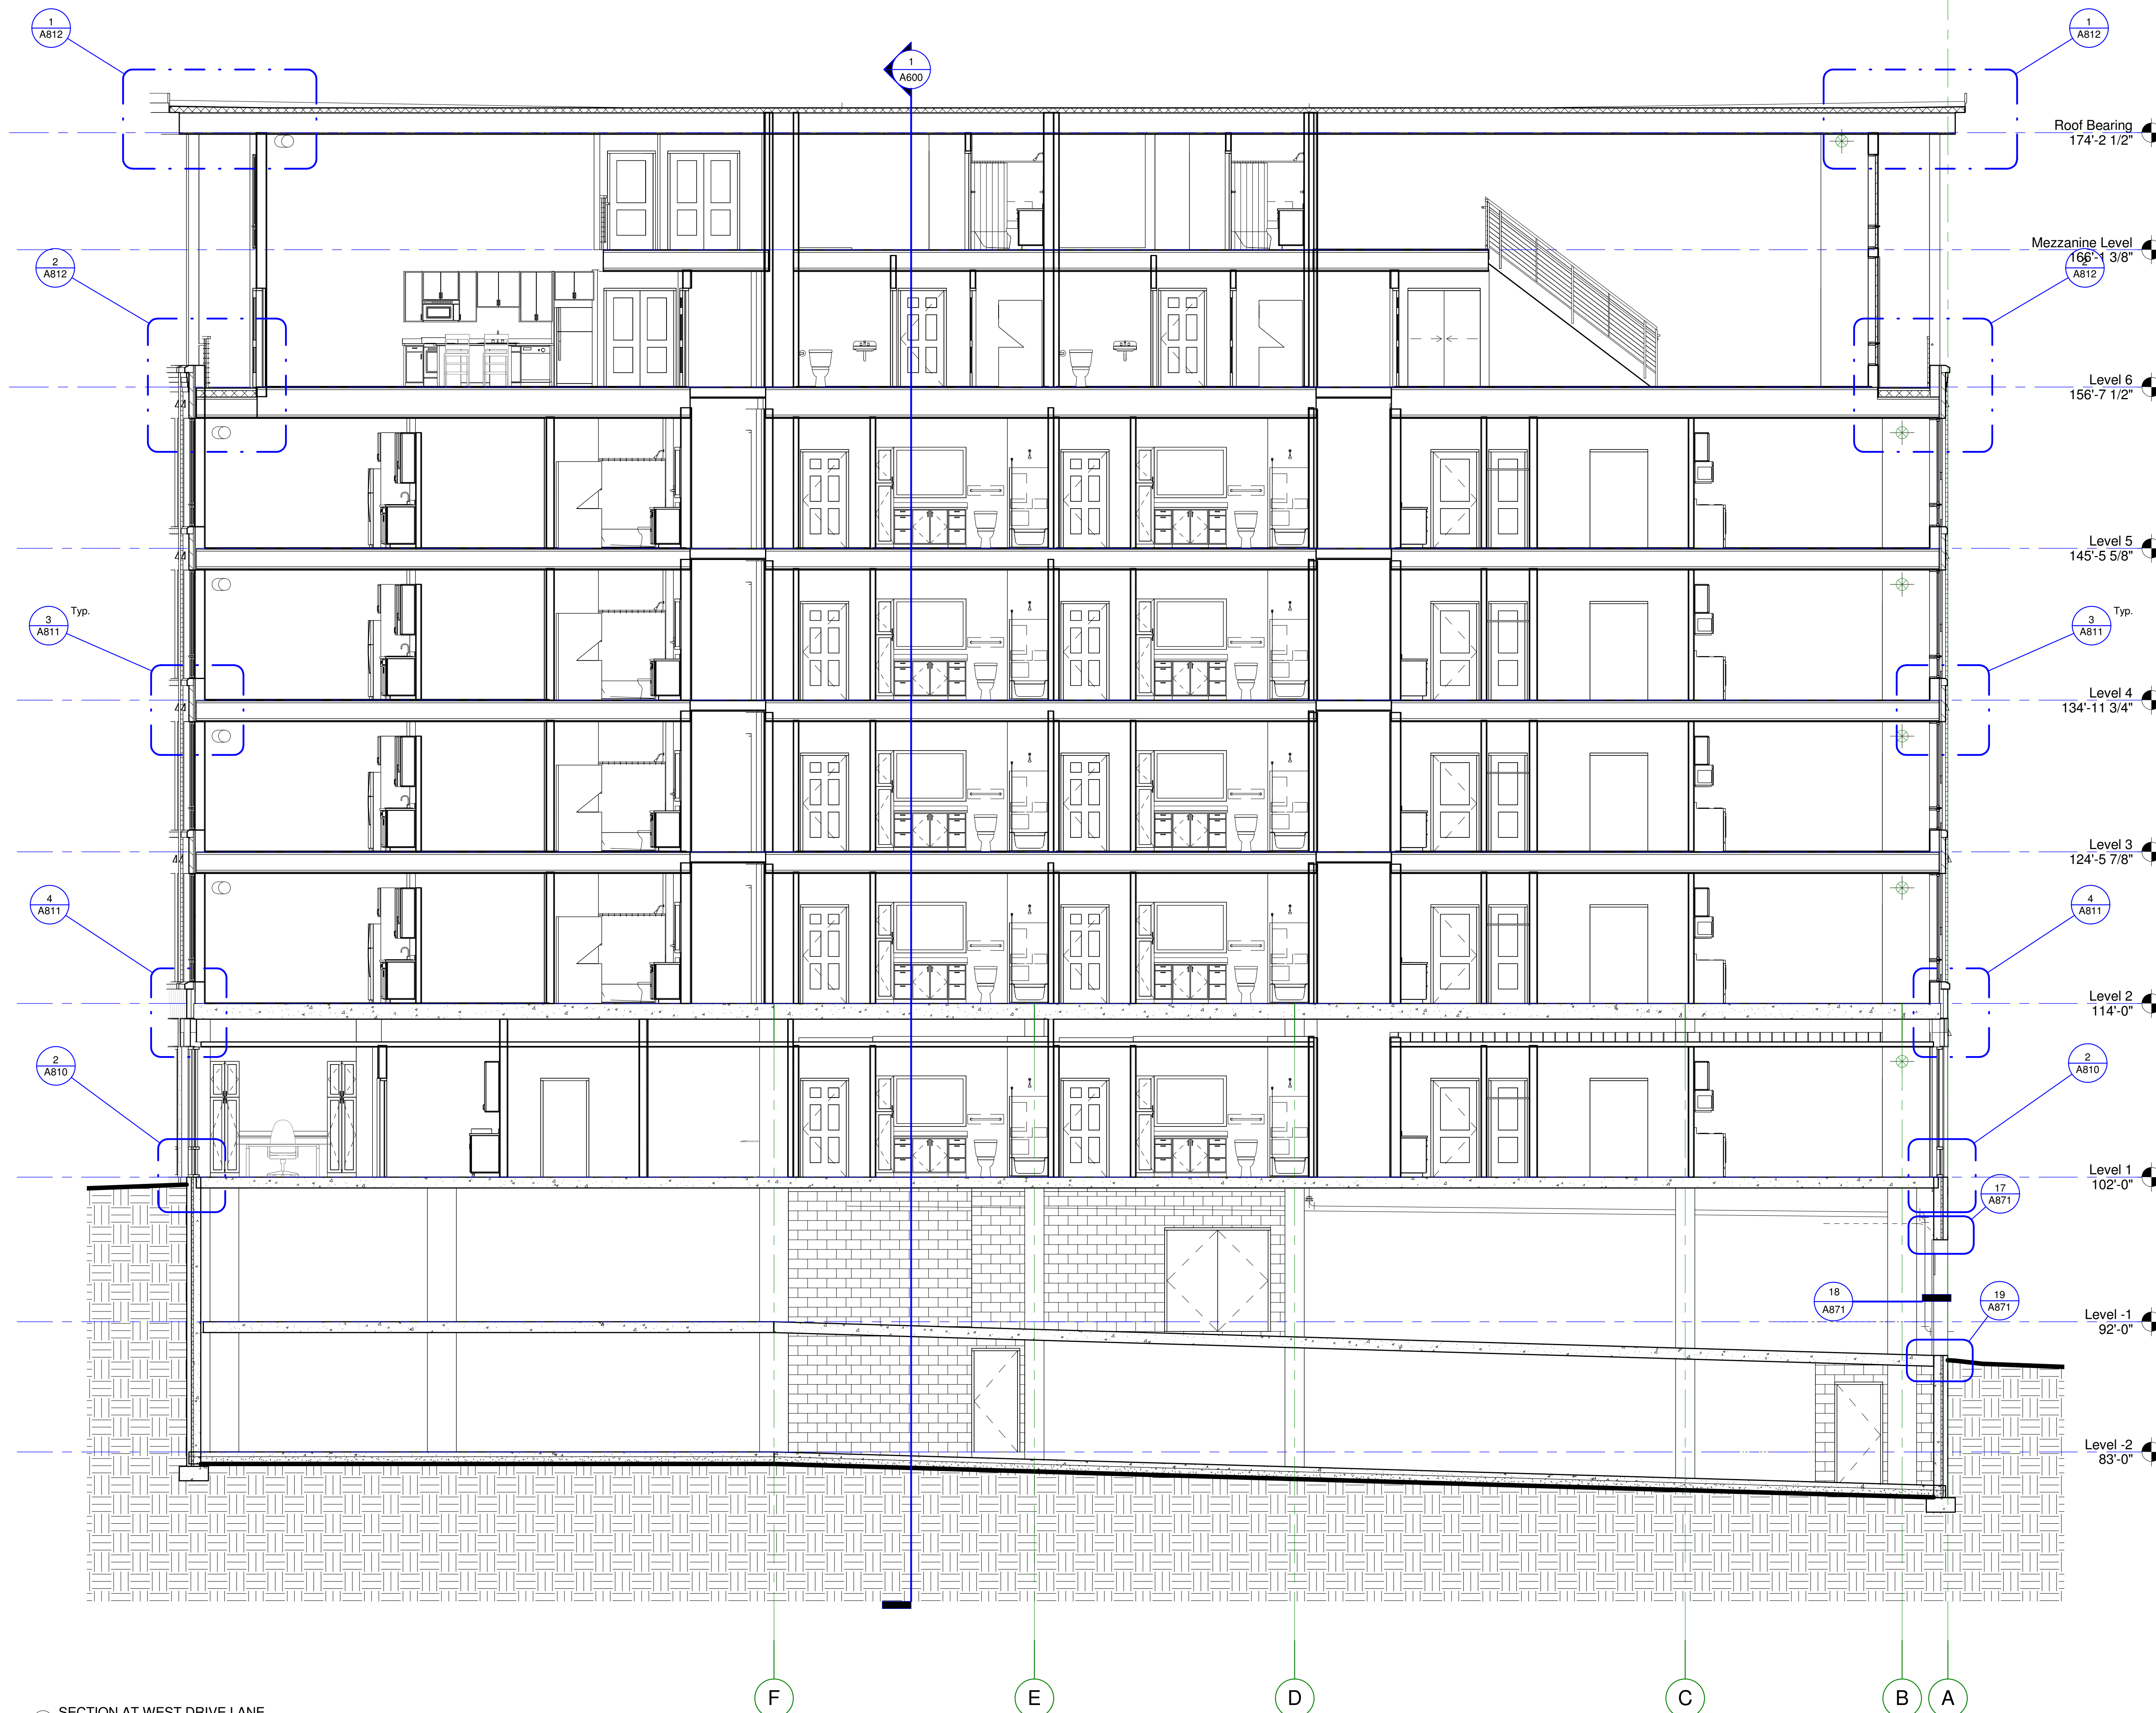 1
A812
1
A600
1
A812
Roof Bearing
174'-2 1/2"
Mezzanine Level
166'-1 3/8"
2
A812
2
A812
Level 6
156'-7 1/2"
Level 5
145'-5 5/8"
3
A811
Typ.
3
A811
Typ.
Level 4
134'-11 3/4"
Level 3
124'-5 7/8"
4
A811
4
A811
Level 2
114'-0"
2
A810
2
A810
Level 1
102'-0"
17
A871
18
A871
19
A871
Level -1
92'-0"
Level -2
83'-0"
F
E
D
C
B
A
SECTION AT WEST DRIVE LANE